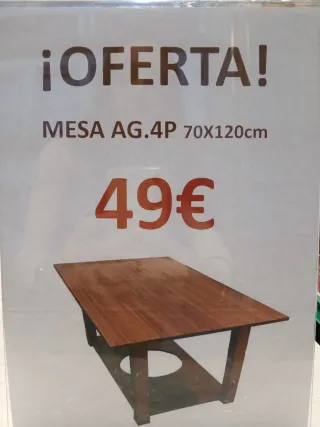 ¡OFERTA!
MESA AG.4P 70X120cm
49€